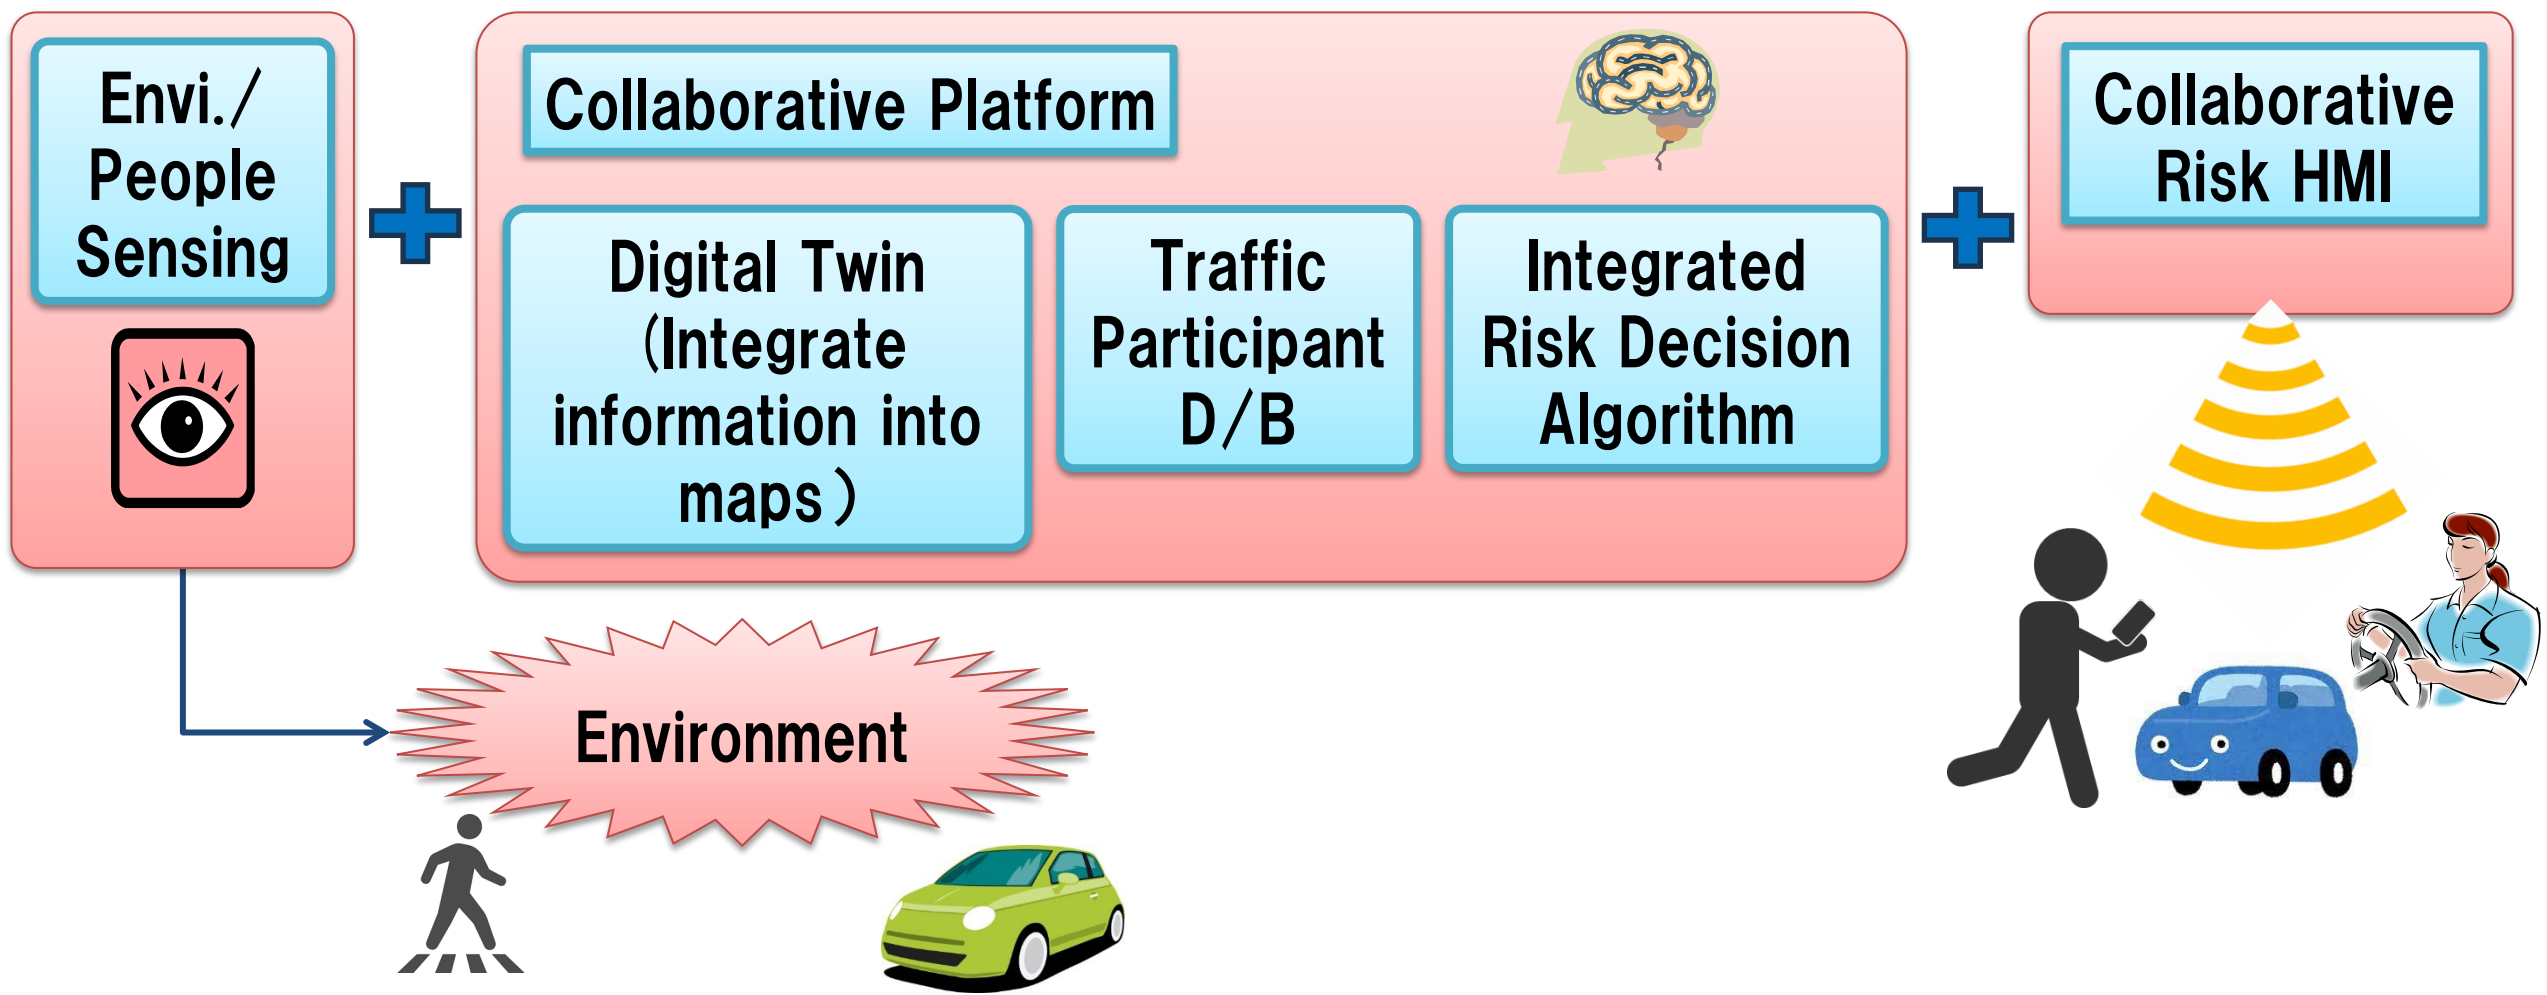 Envi./
People
Sensing
Collaborative Platform
Digital Twin
(Integrate
information into
maps)
Traffic
Participant
D/B
Integrated
Risk Decision
Algorithm
Collaborative
Risk HMI
Environment